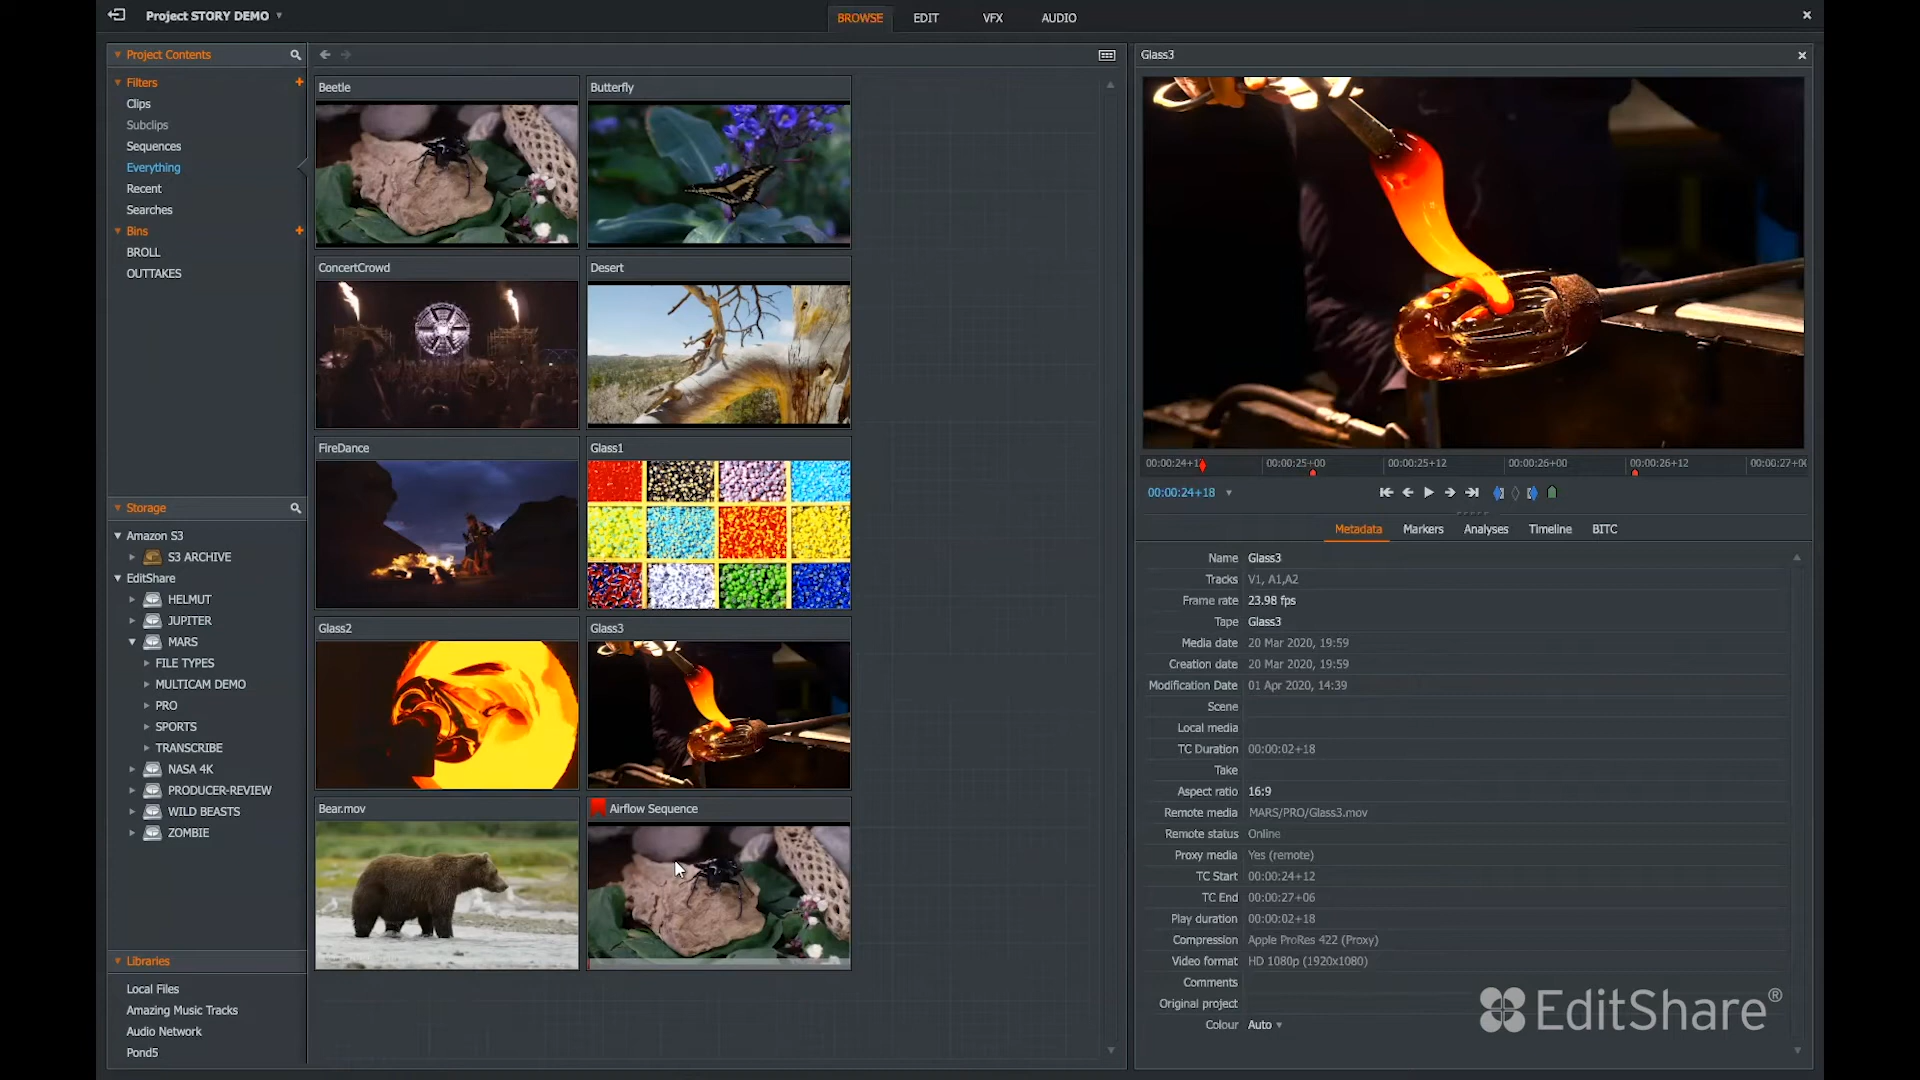 Project STORY DEMO
BROWSE
EDIT
VFX
AUDIO
Project Contents
Filters
Clips
Subclips
Sequences
Everything
Recent
Searches
Bins
BROLL
OUTTAKES
Storage
Amazon S3
S3 ARCHIVE
EditShare
HELMUT
JUPITER
MARS
FILE TYPES
MULTICAM DEMO
PRO
SPORTS
TRANSCRIBE
NASA 4K
PRODUCER-REVIEW
WILD BEASTS
ZOMBIE
Libraries
Local Files
Amazing Music Tracks
Audio Network
Pond5
Beetle
Butterfly
ConcertCrowd
Desert
FireDance
Glass1
Glass2
Glass3
Bear.mov
Airflow Sequence
Glass3
00:00:25+00
00:00:25+12
00:00:26+00
00:00:26+12
00:00:24+18
Metadata
Markers
Analyses
Timeline
BITC
Name Glass3
Tracks V1, A1,A2
Frame rate 23.98 fps
Tape Glass3
Media date 20 Mar 2020, 19:59
Creation date 20 Mar 2020, 19:59
Modification Date 01 Apr 2020, 14:39
Scene
Local media
TC Duration 00:00:02+18
Take
Aspect ratio 16:9
Remote media MARS/PRO/Glass3.mov
Remote status Online
Proxy media Yes (remote)
TC Start 00:00:24+12
TC End 00:00:27+06
Play duration 00:00:02+18
Compression Apple ProRes 422 (Proxy)
Video format HD 1080p (1920x1080)
Comments
Original project
Colour Auto
EditShare®